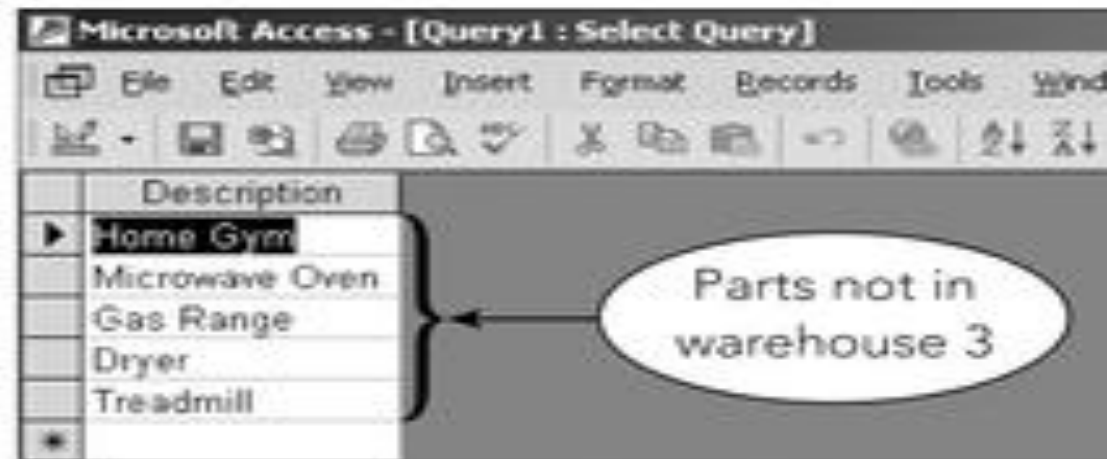 Microsoft Access - [Query1 : Select Query]
File Edit View Insert Format Records Tools Wind
Description
Home Gym
Microwave Oven
Gas Range
Dryer
Treadmill
Parts not in
warehouse 3